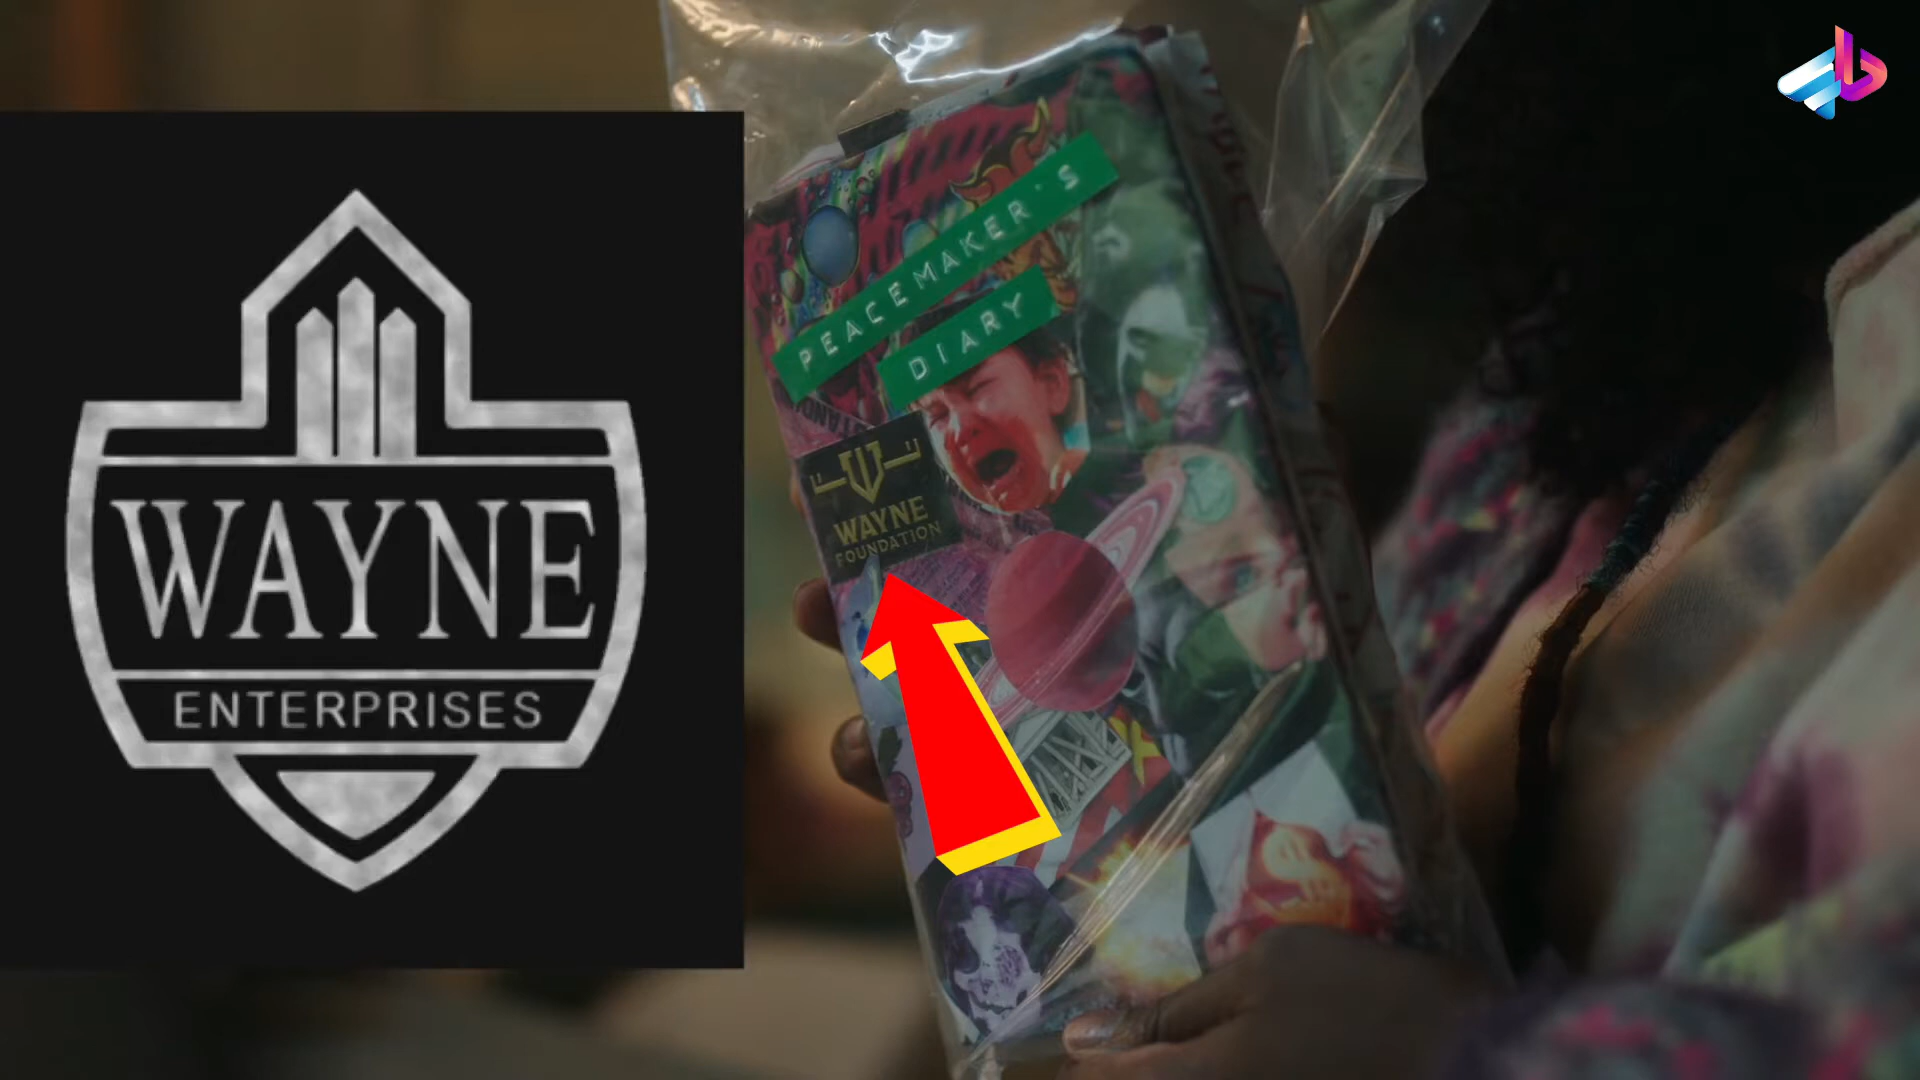 WAYNE
ENTERPRISES
PEACEMAKER'S
DIARY
WAYNE
FOUNDATION